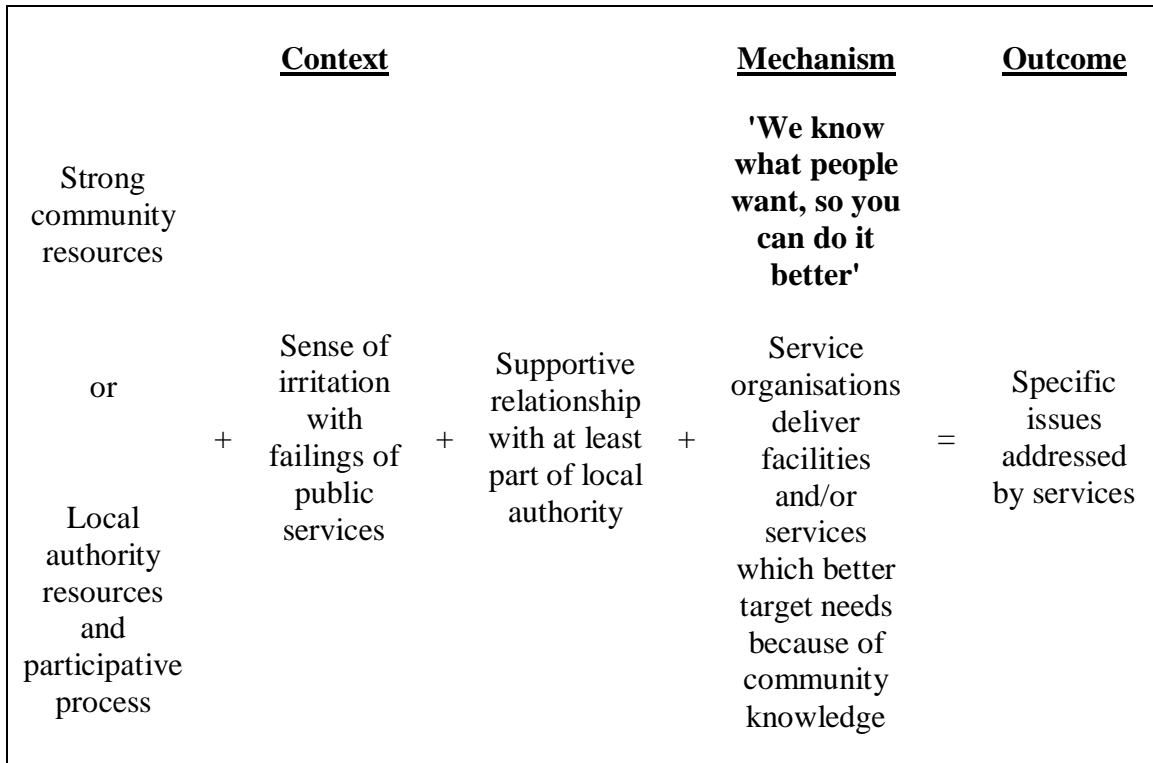 Context
Mechanism
Outcome
Strong
community
resources
or
Local
authority
resources
and
participative
process
+
Sense of
irritation
with
failings of
public
services
+
Supportive
relationship
with at least
part of local
authority
+
'We know
what people
want, so you
can do it
better'
Service
organisations
deliver
facilities
and/or
services
which better
target needs
because of
community
knowledge
=
Specific
issues
addressed
by services